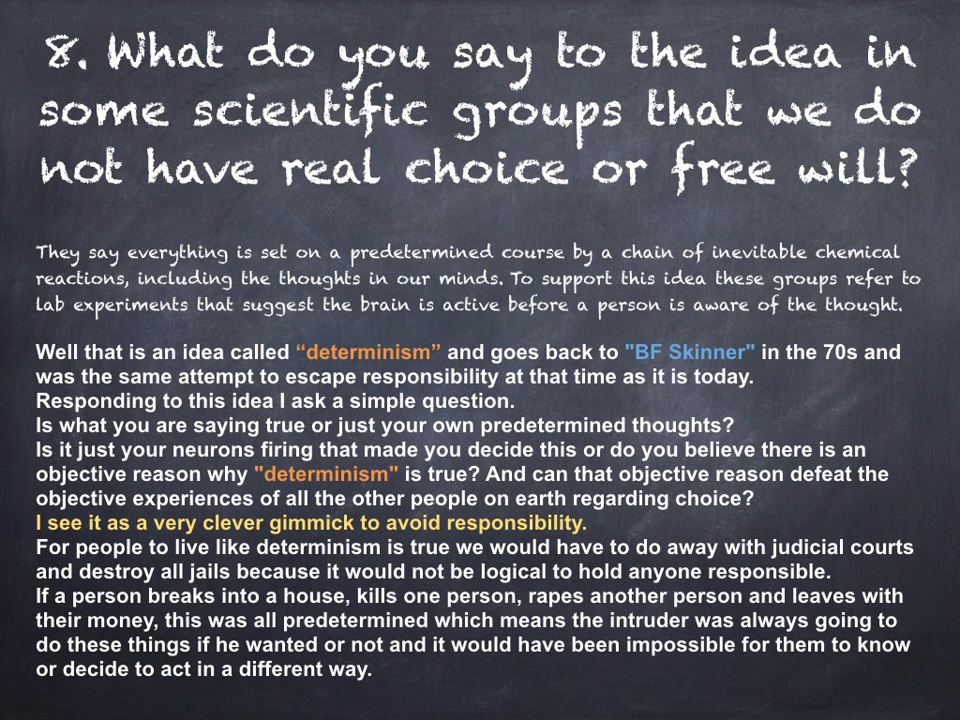 8. What do you say to the idea in
some scientific groups that we do
not have real choice or free will?
They say everything is set on a predetermined course by a chain of inevitable chemical
reactions, including the thoughts in our minds. To support this idea these groups refer to
lab experiments that suggest the brain is active before a person is aware of the thought.
Well that is an idea called “determinism” and goes back to "BF Skinner" in the 70s and
was the same attempt to escape responsibility at that time as it is today.
Responding to this idea I ask a simple question.
Is what you are saying true or just your own predetermined thoughts?
Is it just your neurons firing that made you decide this or do you believe there is an
objective reason why "determinism" is true? And can that objective reason defeat the
objective experiences of all the other people on earth regarding choice?
I see it as a very clever gimmick to avoid responsibility.
For people to live like determinism is true we would have to do away with judicial courts
and destroy all jails because it would not be logical to hold anyone responsible.
If a person breaks into a house, kills one person, rapes another person and leaves with
their money, this was all predetermined which means the intruder was always going to
do these things if he wanted or not and it would have been impossible for them to know
or decide to act in a different way.